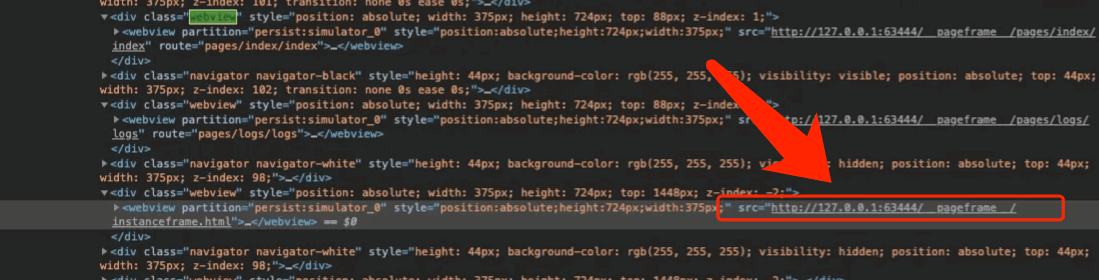 width: 375px; z-index: 101; transition: none 0s ease 0s;">…</div>
▼<div class="webview" style="position: absolute; width: 375px; height: 724px; top: 88px; z-index: 1;">
▶<webview partition="persist:simulator_0" style="position:absolute;height:724px;width:375px;" src="http://127.0.0.1:63444/__pageframe__/pages/index/
index" route="pages/index/index">…</webview>
</div>
▶<div class="navigator navigator-black" style="height: 44px; background-color: rgb(255, 255, 255); visibility: visible; position: absolute; top: 44px;
width: 375px; z-index: 102; transition: none 0s ease 0s;">…</div>
▼<div class="webview" style="position: absolute; width: 375px; height: 724px; top: 88px; z-index: 1;">
▶<webview partition="persist:simulator_0" style="position:absolute;height:724px;width:375px;" src="http://127.0.0.1:63444/__pageframe__/pages/logs/
logs" route="pages/logs/logs">…</webview>
</div>
▶<div class="navigator navigator-white" style="height: 44px; background-color: rgb(255, 255, 255); hidden; position: absolute; top: 44px;
width: 375px; z-index: 98;">…</div>
▼<div class="webview" style="position: absolute; width: 375px; height: 724px; top: 1448px; z-index: -2;">
▶<webview partition="persist:simulator_0" style="position:absolute;height:724px;width:375px;" src="http://127.0.0.1:63444/__pageframe__/
instanceframe.html">…</webview> == $0
</div>
▶<div class="navigator navigator-white" style="height: 44px; background-color: rgb(255, 255, 255); visibility: hidden; position: absolute; top: 44px;
width: 375px; z-index: 98;">…</div>